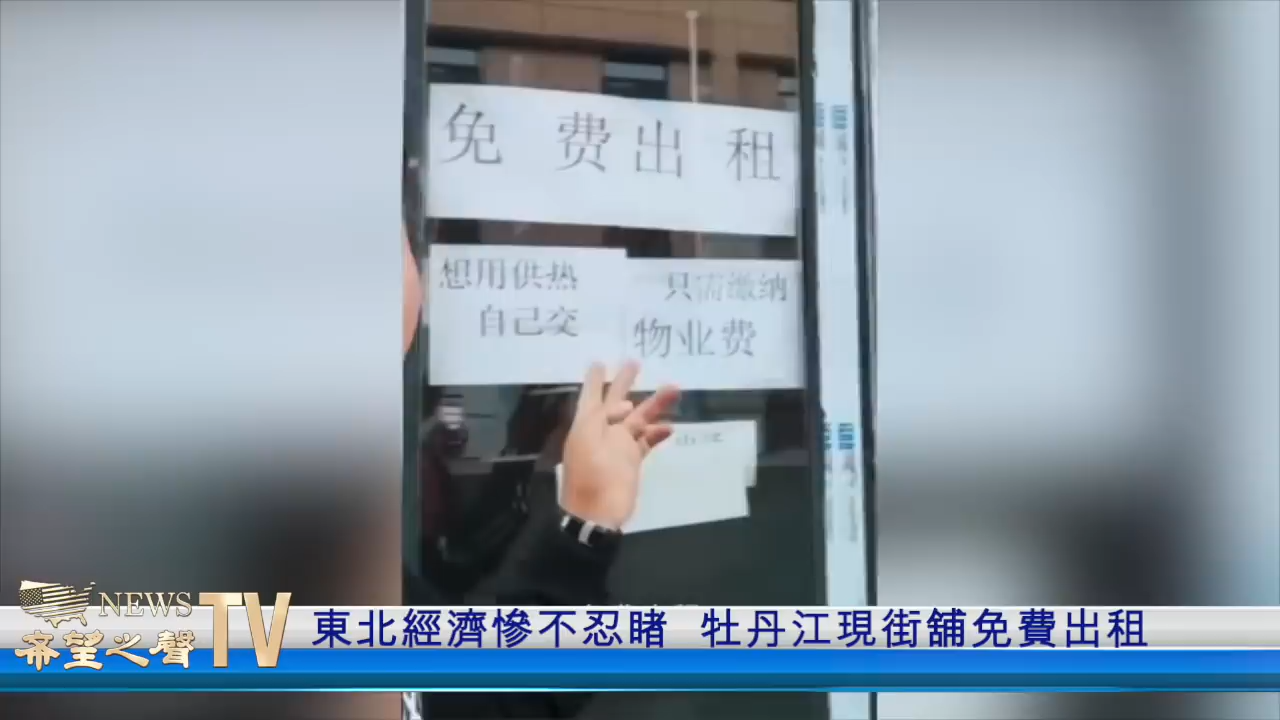 免费出租
想用供热
自己交
只需缴纳
物业费
NEWS
希望之聲
TV
東北經濟慘不忍睹 牡丹江現街舖免費出租